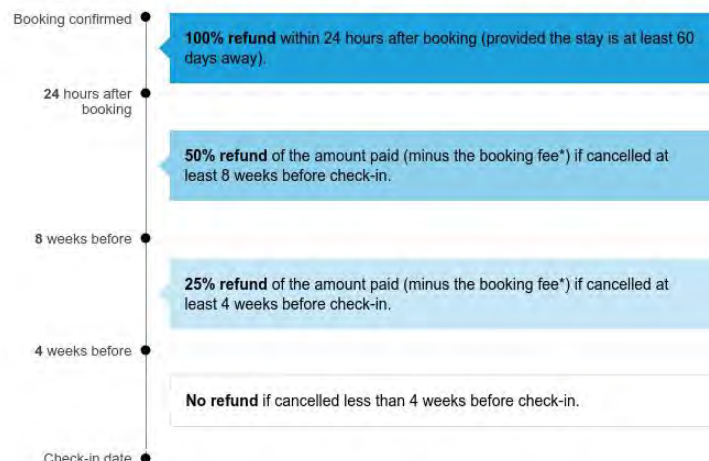 Booking confirmed
100% refund within 24 hours after booking (provided the stay is at least 60
days away).
24 hours after
booking
50% refund of the amount paid (minus the booking fee*) if cancelled at
least 8 weeks before check-in.
8 weeks before
25% refund of the amount paid (minus the booking fee*) if cancelled at
least 4 weeks before check-in.
4 weeks before
No refund if cancelled less than 4 weeks before check-in.
Check-in date